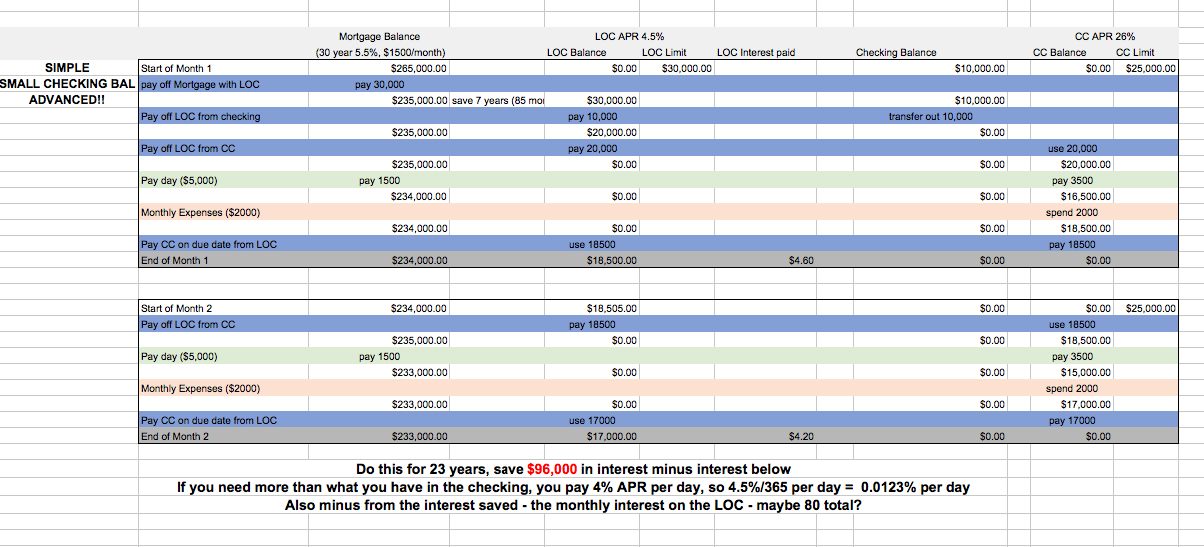 Mortgage Balance LOC APR 4.5% CC APR 26%
(30 year 5.5%, $1500/month) LOC Balance LOC Limit LOC Interest paid Checking Balance CC Balance CC Limit
SIMPLE Start of Month 1 $265,000.00 $0.00 $30,000.00 $10,000.00 $0.00 $25,000.00
SMALL CHECKING BAL pay off Mortgage with LOC pay 30,000
ADVANCED!! $235,000.00 save 7 years (85 mo $30,000.00 $10,000.00
Pay off LOC from checking pay 10,000 transfer out 10,000
$235,000.00 $20,000.00 $0.00
Pay off LOC from CC pay 20,000 use 20,000
$235,000.00 $0.00 $0.00 $20,000.00
Pay day ($5,000) pay 1500 pay 3500
$234,000.00 $0.00 $0.00 $16,500.00
Monthly Expenses ($2000) spend 2000
$234,000.00 $0.00 $0.00 $18,500.00
Pay CC on due date from LOC use 18500 pay 18500
End of Month 1 $234,000.00 $18,500.00 $4.60 $0.00 $0.00
Start of Month 2 $234,000.00 $18,505.00 $0.00 $0.00 $25,000.00
Pay off LOC from CC pay 18500 use 18500
$235,000.00 $0.00 $0.00 $18,500.00
Pay day ($5,000) pay 1500 pay 3500
$233,000.00 $0.00 $0.00 $15,000.00
Monthly Expenses ($2000) spend 2000
$233,000.00 $0.00 $0.00 $17,000.00
Pay CC on due date from LOC use 17000 pay 17000
End of Month 2 $233,000.00 $17,000.00 $4.20 $0.00 $0.00
Do this for 23 years, save $96,000 in interest minus interest below
If you need more than what you have in the checking, you pay 4% APR per day, so 4.5%/365 per day = 0.0123% per day
Also minus from the interest saved - the monthly interest on the LOC - maybe 80 total?